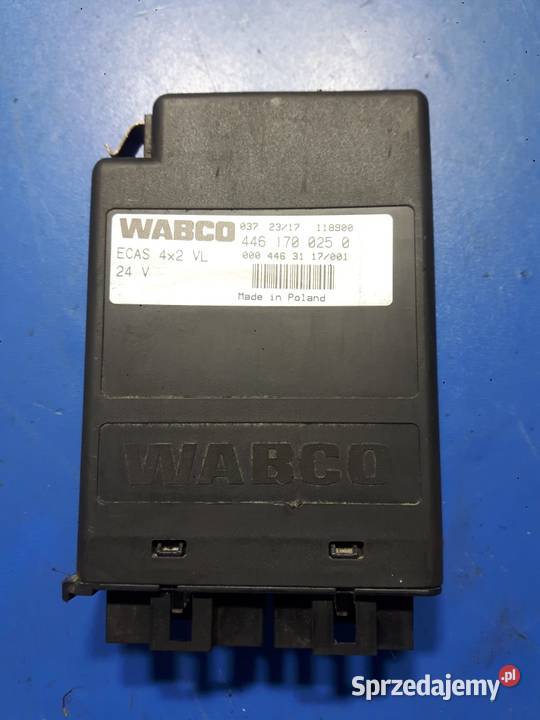 WABCO 037 23/17 118900
446 170 025 0
ECAS 4x2 VL 000 446 31 17/001
24 V
Made in Poland
WABCO
Sprzedajemy.pl